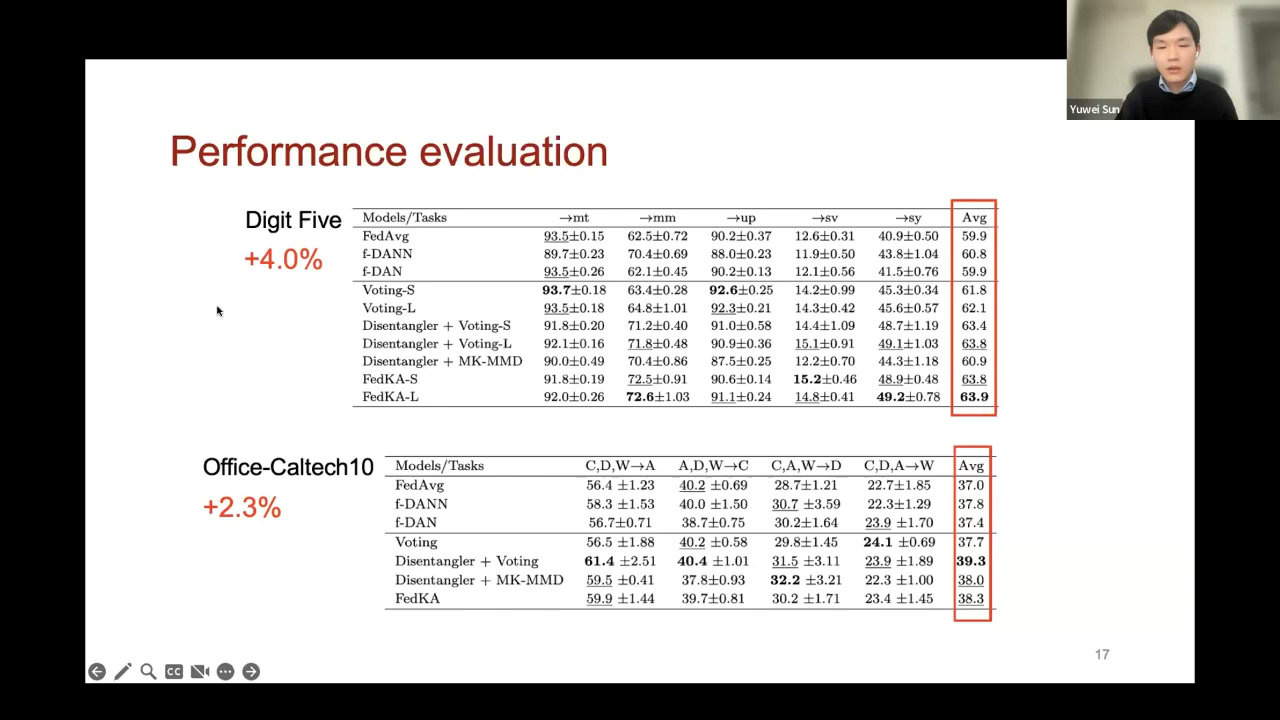 Yuwei Sun
Performance evaluation
Digit Five
+4.0%
Models/Tasks →mt →mm →up →sv →sy Avg
FedAvg 93.5±0.15 62.5±0.72 90.2±0.37 12.6±0.31 40.9±0.50 59.9
f-DANN 89.7±0.23 70.4±0.69 88.0±0.23 11.9±0.50 43.8±1.04 60.8
f-DAN 93.5±0.26 62.1±0.45 90.2±0.13 12.1±0.56 41.5±0.76 59.9
Voting-S 93.7±0.18 63.4±0.28 92.6±0.25 14.2±0.99 45.3±0.34 61.8
Voting-L 93.5±0.18 64.8±1.01 92.3±0.21 14.3±0.42 45.6±0.57 62.1
Disentangler + Voting-S 91.8±0.20 71.2±0.40 91.0±0.58 14.4±1.09 48.7±1.19 63.4
Disentangler + Voting-L 92.1±0.16 71.8±0.48 90.9±0.36 15.1±0.91 49.1±1.03 63.8
Disentangler + MK-MMD 90.0±0.49 70.4±0.86 87.5±0.25 12.2±0.70 44.3±1.18 60.9
FedKA-S 91.8±0.19 72.5±0.91 90.6±0.14 15.2±0.46 48.9±0.48 63.8
FedKA-L 92.0±0.26 72.6±1.03 91.1±0.24 14.8±0.41 49.2±0.78 63.9
Office-Caltech10
+2.3%
Models/Tasks C,D,W→A A,D,W→C C,A,W→D C,D,A→W Avg
FedAvg 56.4 ±1.23 40.2 ±0.69 28.7±1.21 22.7±1.85 37.0
f-DANN 58.3 ±1.53 40.0 ±1.50 30.7 ±3.59 22.3±1.29 37.8
f-DAN 56.7±0.71 38.7±0.75 30.2±1.64 23.9 ±1.70 37.4
Voting 56.5 ±1.88 40.2 ±0.58 29.8±1.45 24.1 ±0.69 37.7
Disentangler + Voting 61.4 ±2.51 40.4 ±1.01 31.5 ±3.11 23.9 ±1.89 39.3
Disentangler + MK-MMD 59.5 ±0.41 37.8±0.93 32.2 ±3.21 22.3 ±1.00 38.0
FedKA 59.9 ±1.44 39.7±0.81 30.2 ±1.71 23.4 ±1.45 38.3
17
CC